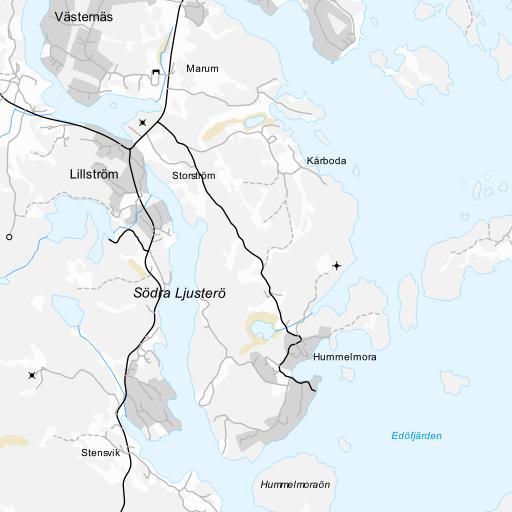 Västernäs
Marum
Kårboda
Lillström
Storström
Södra Ljusterö
Hummelmora
Edöfjärden
Stensvik
Hummelmoraön